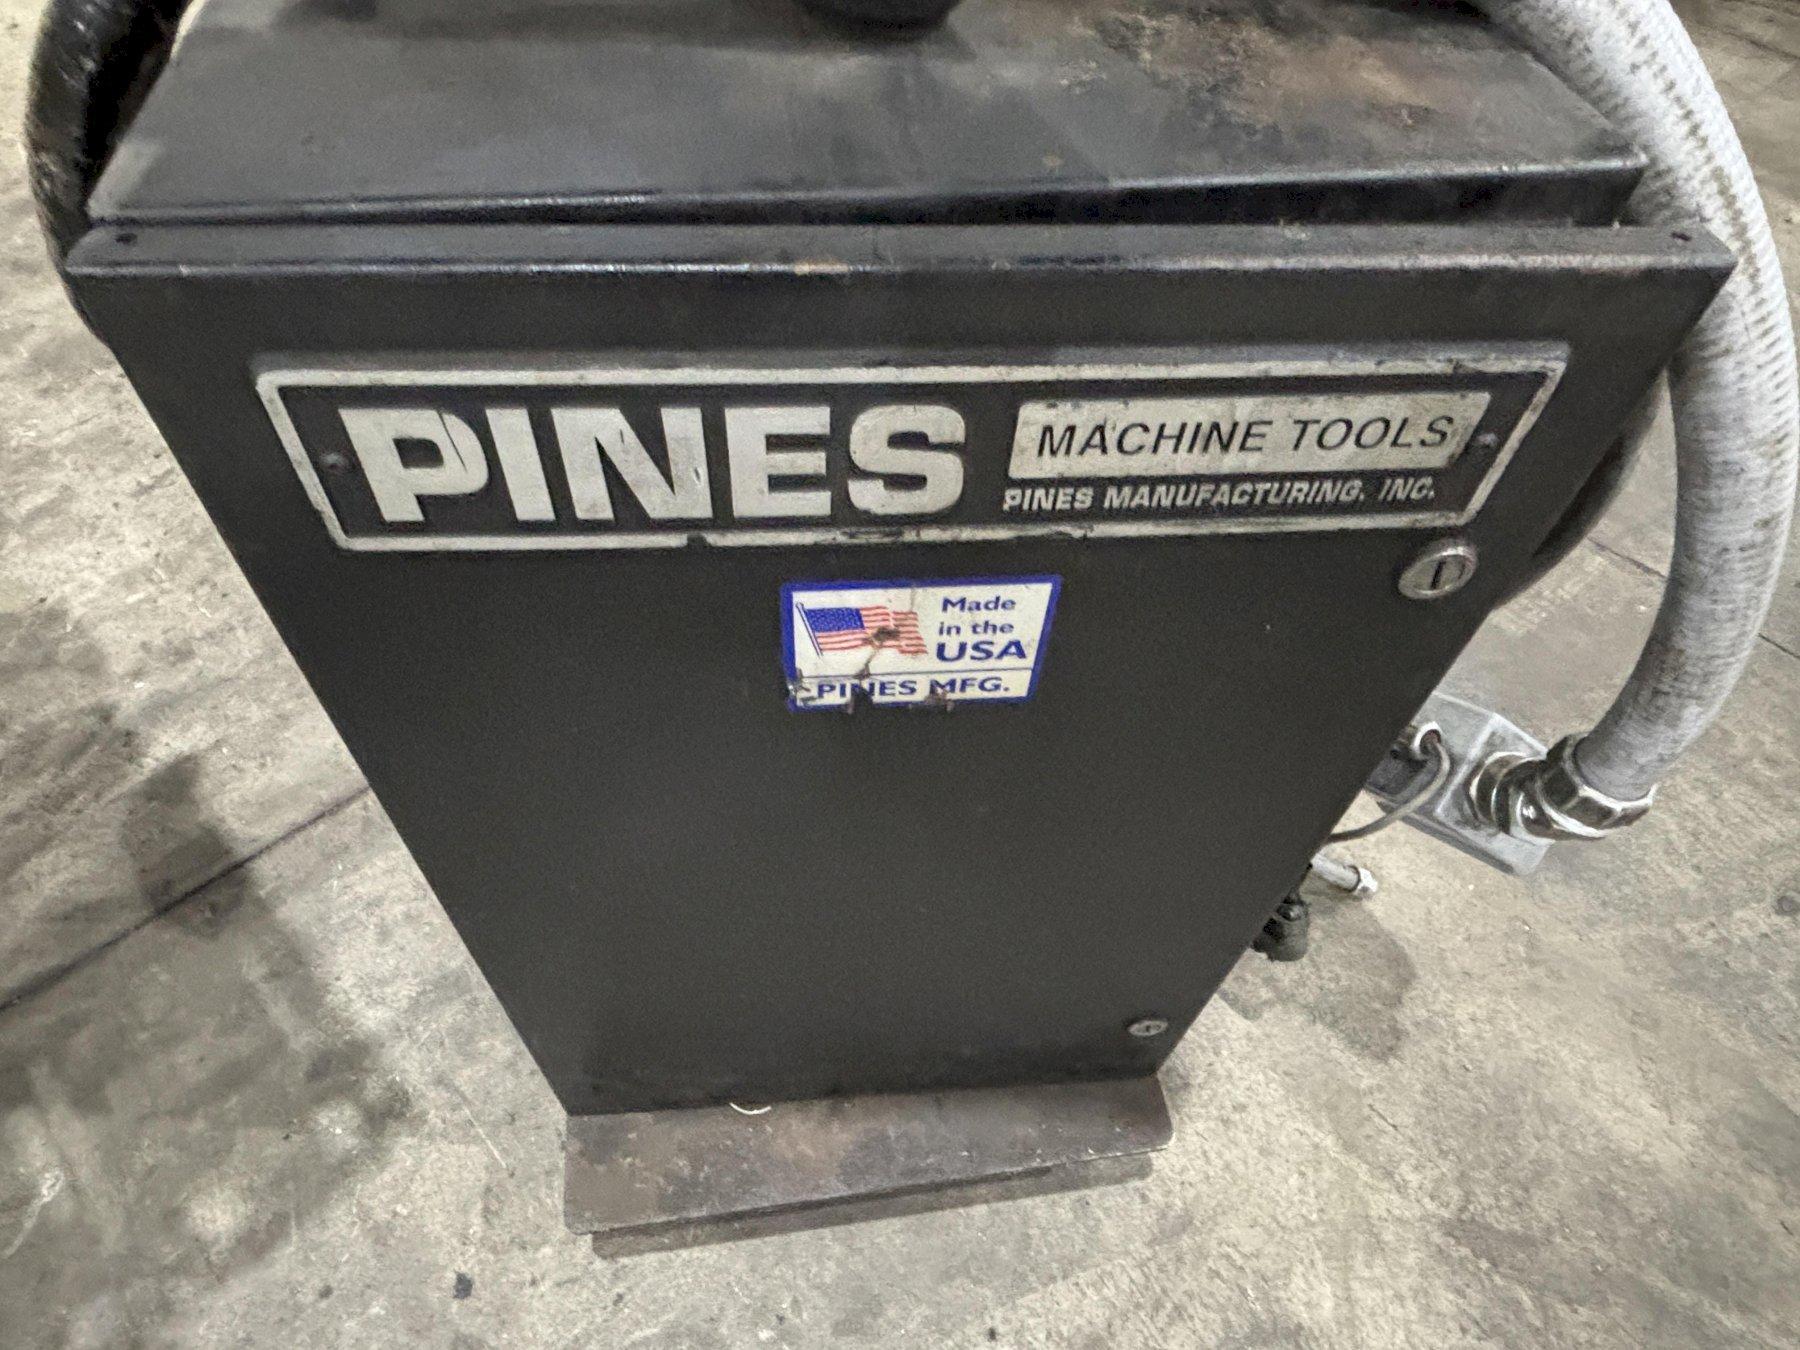 PINES
MACHINE TOOLS
PINES MANUFACTURING, INC.
Made
in the
USA
PINES MFG.